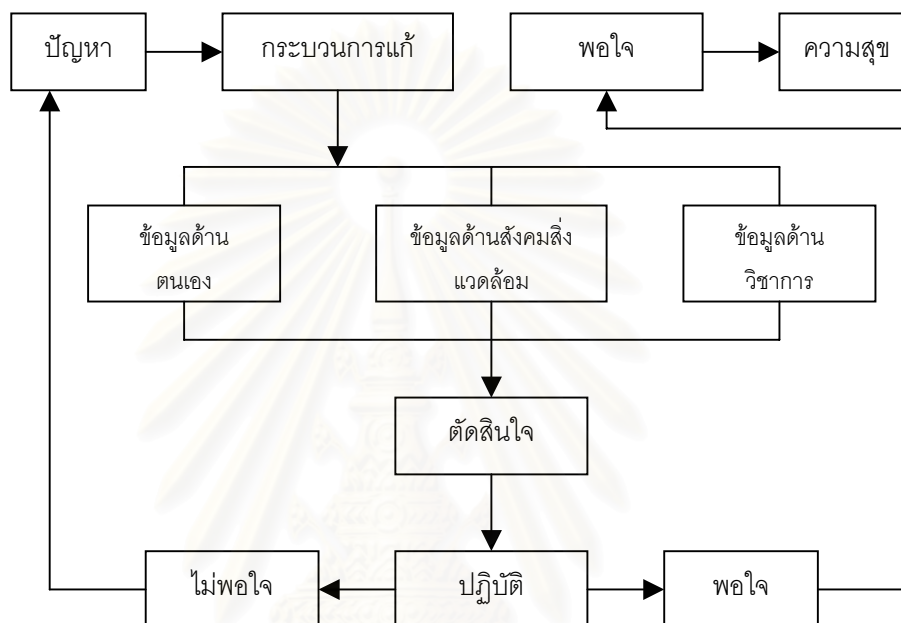 ปัญหา
กระบวนการแก้
พอใจ
ความสุข
ข้อมูลด้าน
ตนเอง
ข้อมูลด้านสังคมสิ่ง
แวดล้อม
ข้อมูลด้าน
วิชาการ
ตัดสินใจ
ไม่พอใจ
ปฏิบัติ
พอใจ